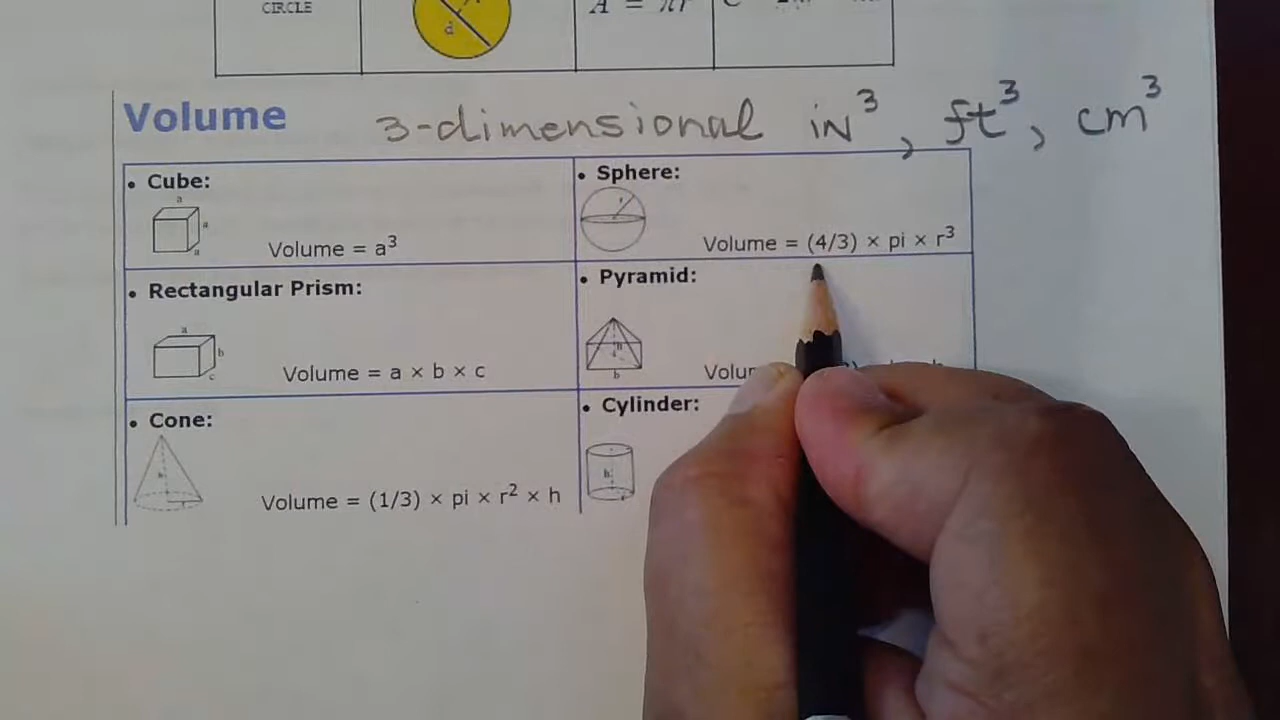 CIRCLE
d
A = πr
Volume 3-dimensional in³, ft³, cm³
• Cube:
a
a
a
Volume = a³
• Sphere:
r
Volume = (4/3) × pi × r³
• Rectangular Prism:
a
b
c
Volume = a × b × c
• Pyramid:
h
b
• Cone:
h
r
Volume = (1/3) × pi × r² × h
• Cylinder:
h
r